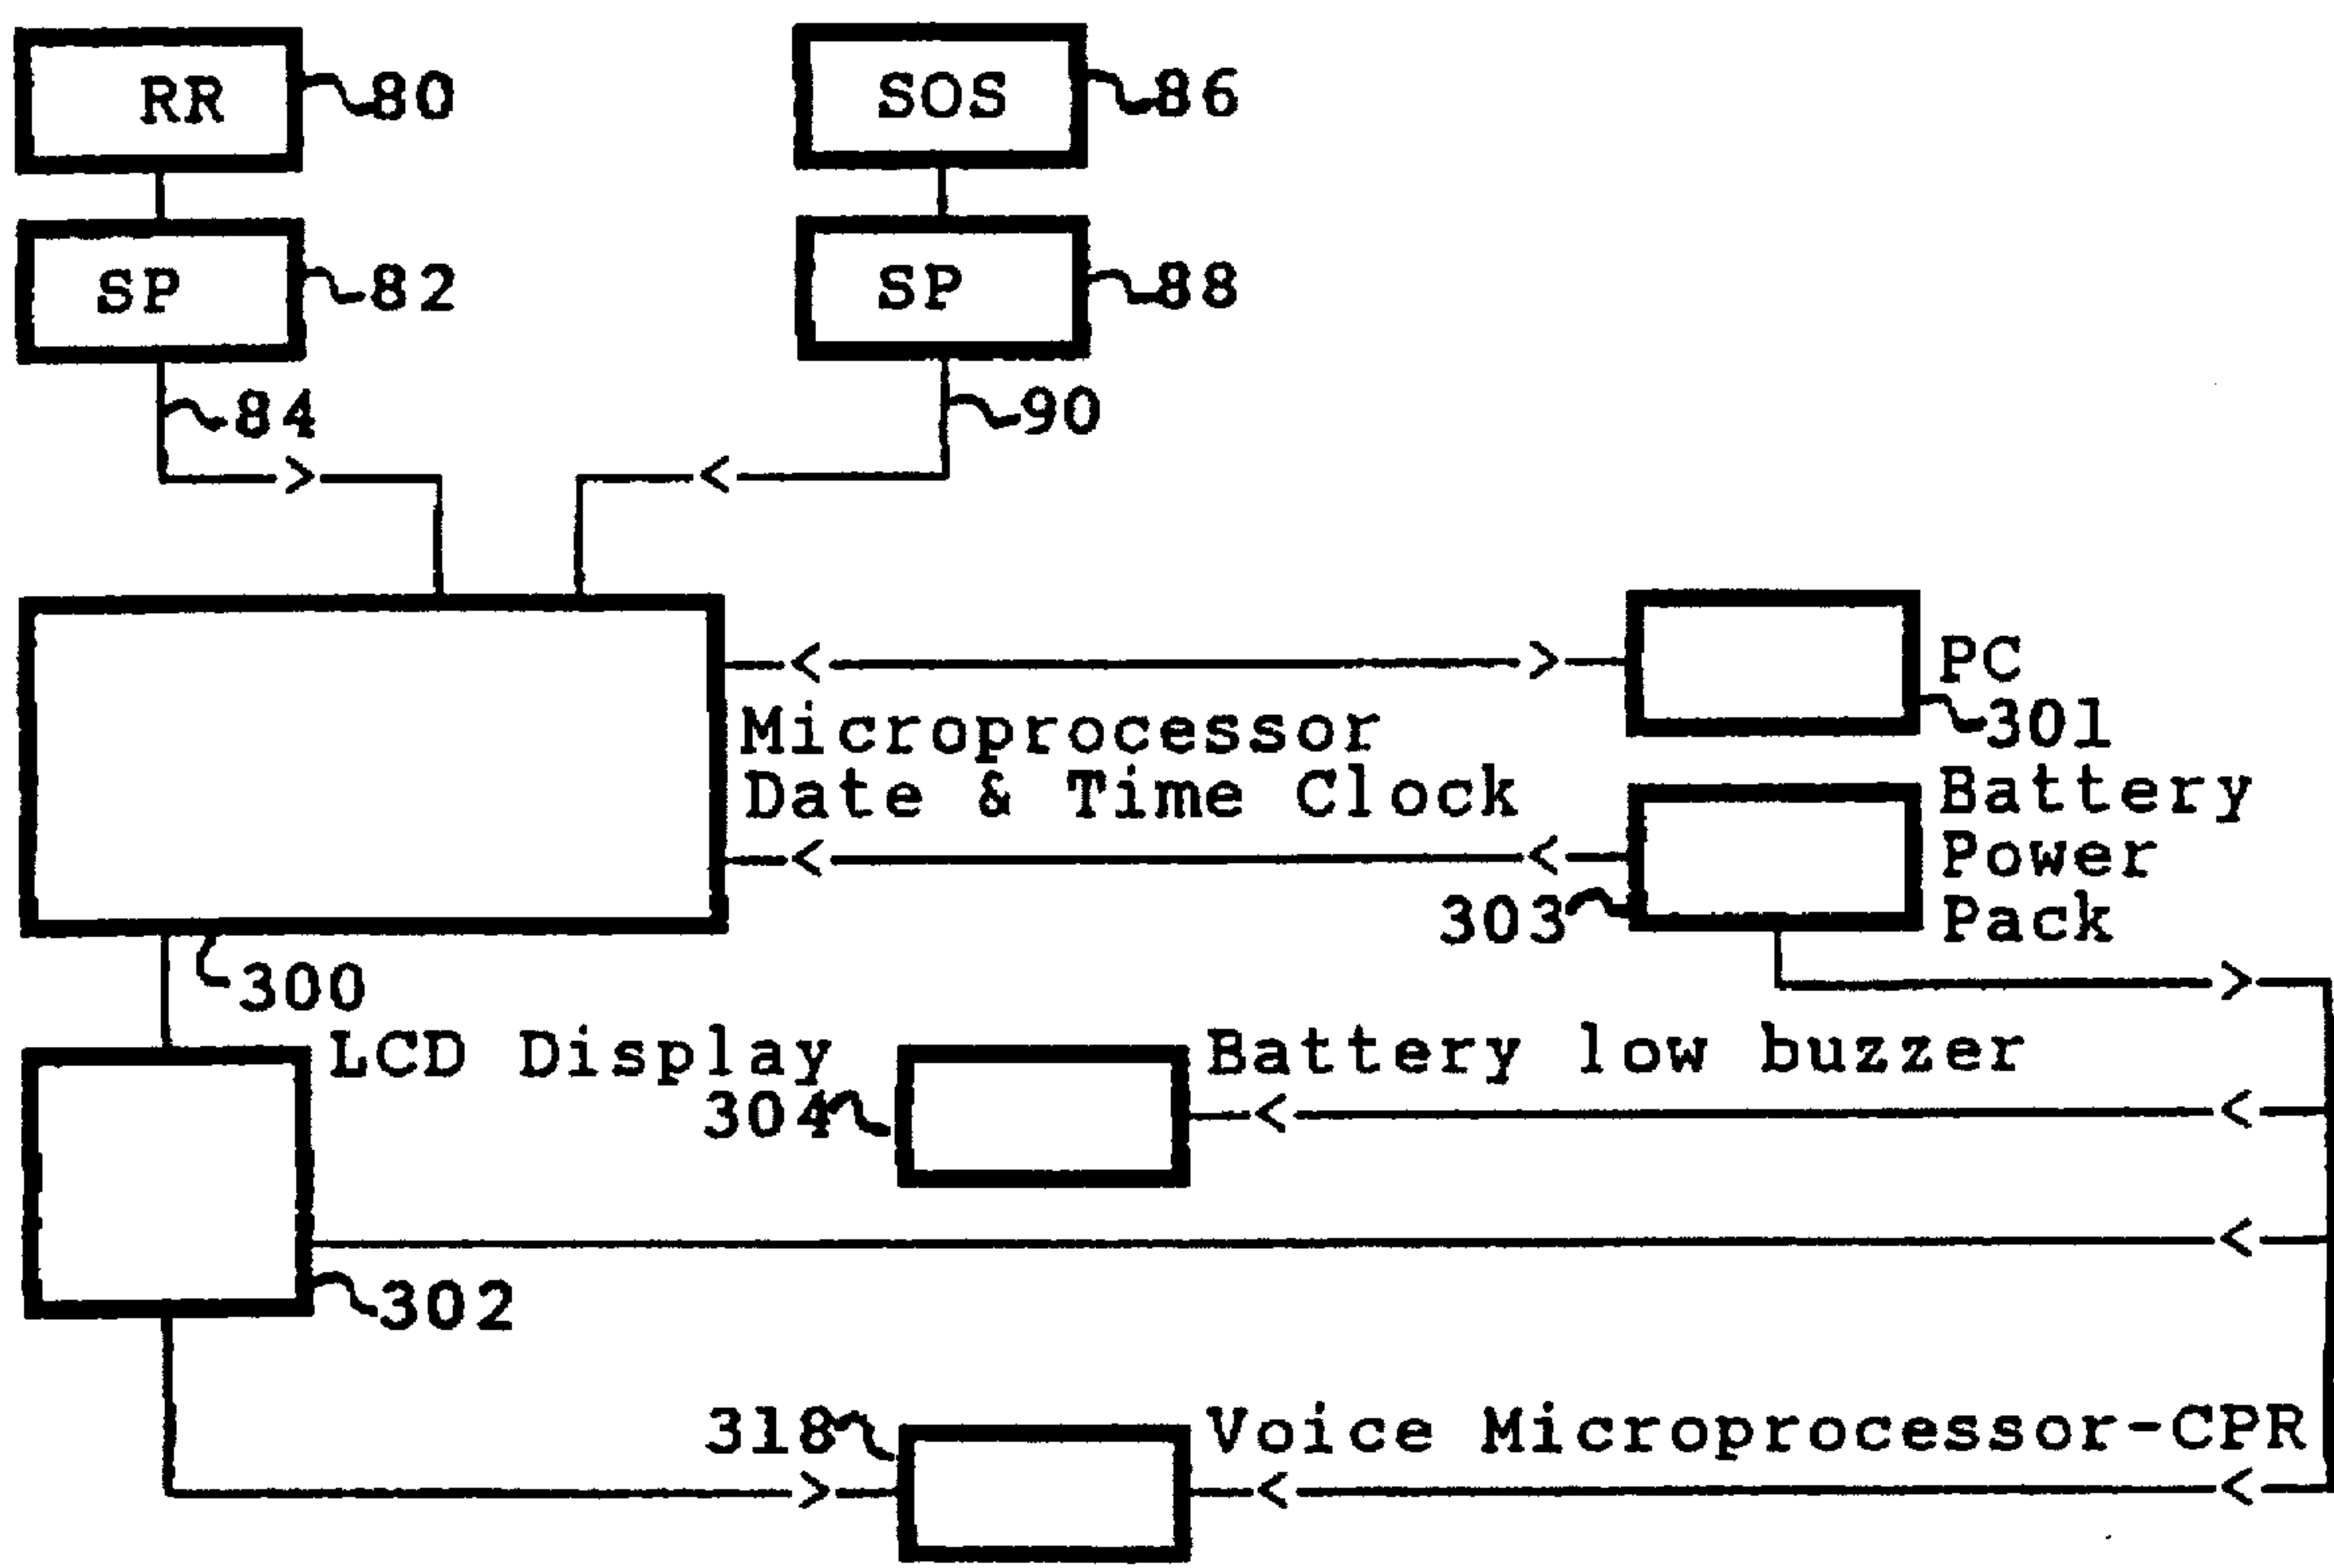 RR
80
SOS
86
SP
82
SP
88
84
90
PC
301
Microprocessor
Date & Time Clock
Battery
Power
Pack
303
300
LCD Display
304
Battery low buzzer
302
318
Voice Microprocessor-CPR